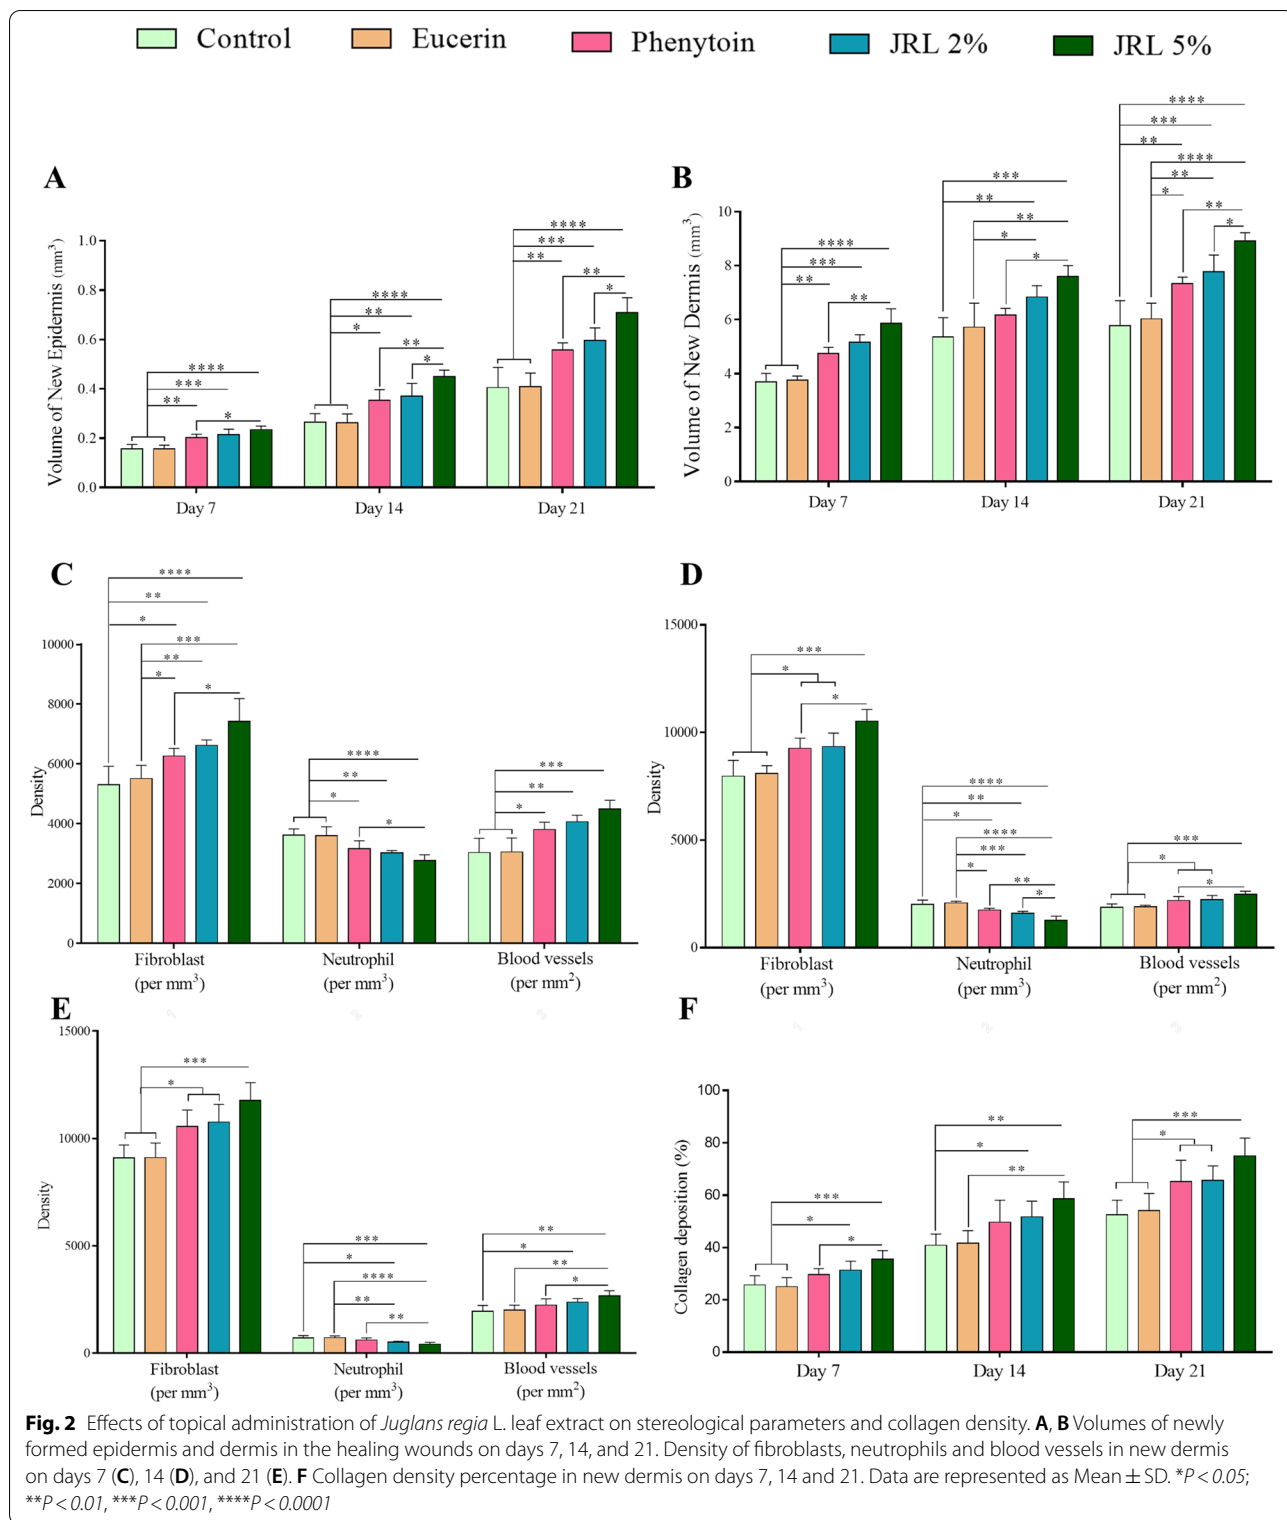 Control Eucerin Phenytoin JRL 2% JRL 5%
A
Volume of New Epidermis (mm³)
1.0
0.8
0.6
0.4
0.2
0.0
**** *** ** *
**** ** * ** *
**** *** ** ** *
Day 7 Day 14 Day 21
B
Volume of New Dermis (mm³)
10
8
6
4
2
0
**** *** ** **
*** ** ** * *
**** *** ** **** ** * ** *
Day 7 Day 14 Day 21
C
Density
10000
8000
6000
4000
2000
0
**** ** * *** ** * *
**** ** * *
*** ** *
Fibroblast Neutrophil Blood vessels
(per mm³) (per mm³) (per mm²)
D
Density
15000
10000
5000
0
*** * *
**** ** * **** *** * ** *
*** * *
Fibroblast Neutrophil Blood vessels
(per mm³) (per mm³) (per mm²)
E
Density
15000
10000
5000
0
*** *
*** * **** ** **
** * ** *
Fibroblast Neutrophil Blood vessels
(per mm³) (per mm³) (per mm²)
F
Collagen deposition (%)
100
80
60
40
20
0
*** * *
** * **
*** *
Day 7 Day 14 Day 21
Fig. 2 Effects of topical administration of Juglans regia L. leaf extract on stereological parameters and collagen density. A, B Volumes of newly
formed epidermis and dermis in the healing wounds on days 7, 14, and 21. Density of fibroblasts, neutrophils and blood vessels in new dermis
on days 7 (C), 14 (D), and 21 (E). F Collagen density percentage in new dermis on days 7, 14 and 21. Data are represented as Mean ± SD. *P < 0.05;
**P < 0.01, ***P < 0.001, ****P < 0.0001